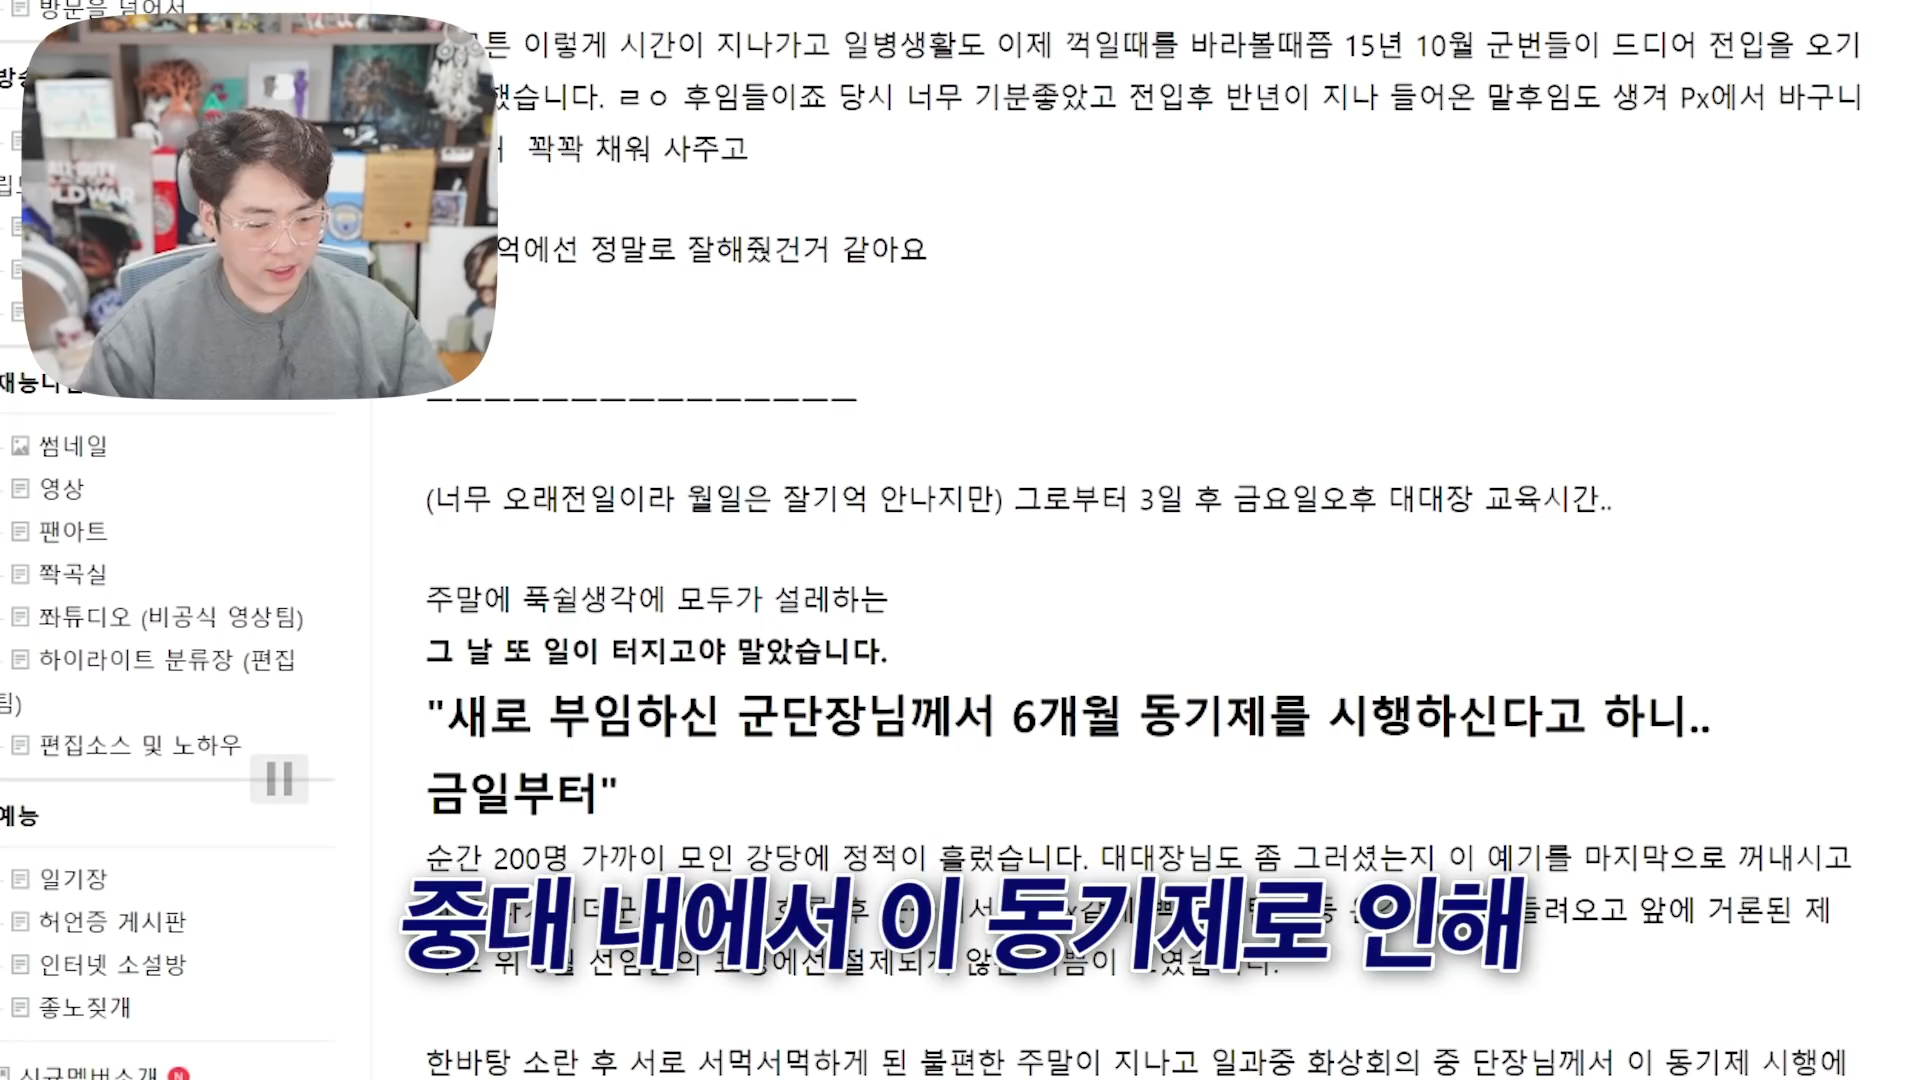 방문을 넘어서
튼 이렇게 시간이 지나가고 일병생활도 이제 꺽일때를 바라볼때쯤 15년 10월 군번들이 드디어 전입을 오기
했습니다. ㄹㅇ 후임들이죠 당시 너무 기분좋았고 전입후 반년이 지나 들어온 맡후임도 생겨 Px에서 바구니
꽉꽉 채워 사주고
억에선 정말로 잘해줬건거 같아요
———————————————
(너무 오래전일이라 월일은 잘기억 안나지만) 그로부터 3일 후 금요일오후 대대장 교육시간..
주말에 푹쉴생각에 모두가 설레하는
그 날 또 일이 터지고야 말았습니다.
"새로 부임하신 군단장님께서 6개월 동기제를 시행하신다고 하니..
금일부터"
순간 200명 가까이 모인 강당에 정적이 흘렀습니다. 대대장님도 좀 그러셨는지 이 예기를 마지막으로 꺼내시고
들려오고 앞에 거론된 제
중대 내에서 이 동기제로 인해
한바탕 소란 후 서로 서먹서먹하게 된 불편한 주말이 지나고 일과중 화상회의 중 단장님께서 이 동기제 시행에
썸네일
영상
팬아트
쫙곡실
쫘튜디오 (비공식 영상팀)
하이라이트 분류장 (편집
팀)
편집소스 및 노하우
예능
일기장
허언증 게시판
인터넷 소설방
좋노짖개
신규멤버소개 N